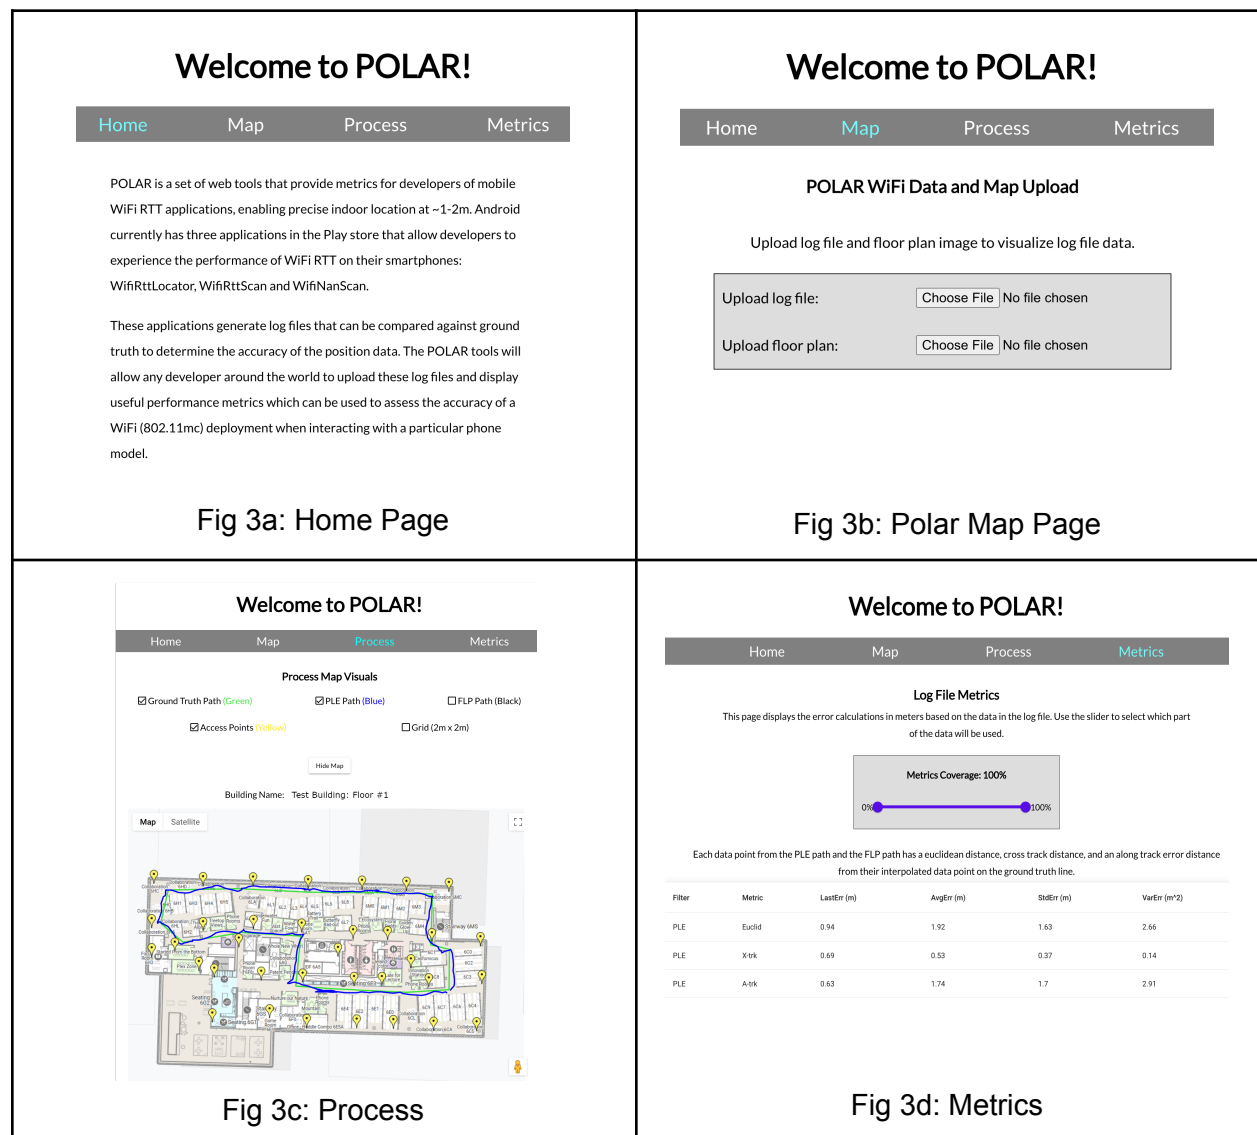 Welcome to POLAR!
Home Map Process Metrics
POLAR is a set of web tools that provide metrics for developers of mobile
WiFi RTT applications, enabling precise indoor location at ~1-2m. Android
currently has three applications in the Play store that allow developers to
experience the performance of WiFi RTT on their smartphones:
WifiRttLocator, WifiRttScan and WifiNanScan.
These applications generate log files that can be compared against ground
truth to determine the accuracy of the position data. The POLAR tools will
allow any developer around the world to upload these log files and display
useful performance metrics which can be used to assess the accuracy of a
WiFi (802.11mc) deployment when interacting with a particular phone
model.
Fig 3a: Home Page
Welcome to POLAR!
Home Map Process Metrics
POLAR WiFi Data and Map Upload
Upload log file and floor plan image to visualize log file data.
Upload log file: Choose File No file chosen
Upload floor plan: Choose File No file chosen
Fig 3b: Polar Map Page
Welcome to POLAR!
Home Map Process Metrics
Process Map Visuals
Ground Truth Path (Green) PLE Path (Blue) FLP Path (Black)
Access Points (Yellow) Grid (2m x 2m)
Hide Map
Building Name: Test Building: Floor #1
Map Satellite
Seating 6G2
Seating 6G1
Nurture our Nature
Fig 3c: Process
Welcome to POLAR!
Home Map Process Metrics
Log File Metrics
This page displays the error calculations in meters based on the data in the log file. Use the slider to select which part
of the data will be used.
Metrics Coverage: 100%
0% 100%
Each data point from the PLE path and the FLP path has a euclidean distance, cross track distance, and an along track error distance
from their interpolated data point on the ground truth line.
Filter Metric LastErr (m) AvgErr (m) StdErr (m) VarErr (m^2)
PLE Euclid 0.94 1.92 1.63 2.66
PLE X-trk 0.69 0.53 0.37 0.14
PLE A-trk 0.63 1.74 1.7 2.91
Fig 3d: Metrics